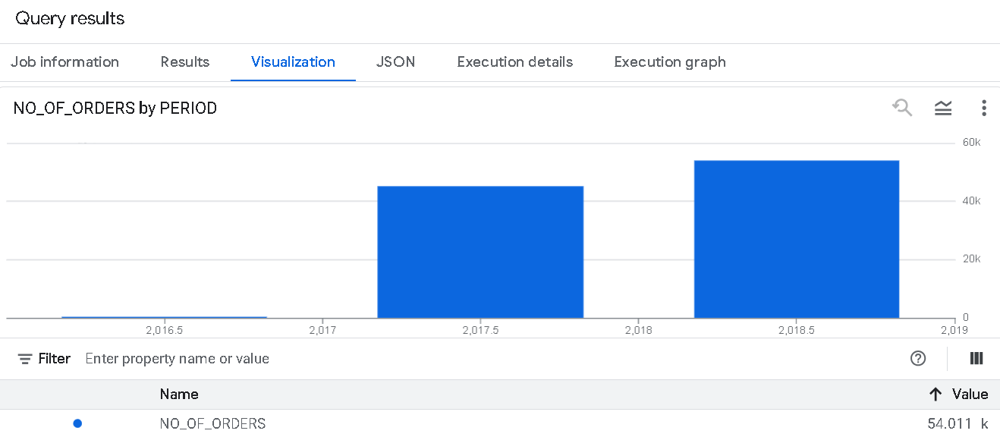 Query results
Job information Results Visualization JSON Execution details Execution graph
NO_OF_ORDERS by PERIOD
60k
40k
20k
0
2,016.5 2,017 2,017.5 2,018 2,018.5 2,019
Filter Enter property name or value
Name Value
NO_OF_ORDERS 54.011 k